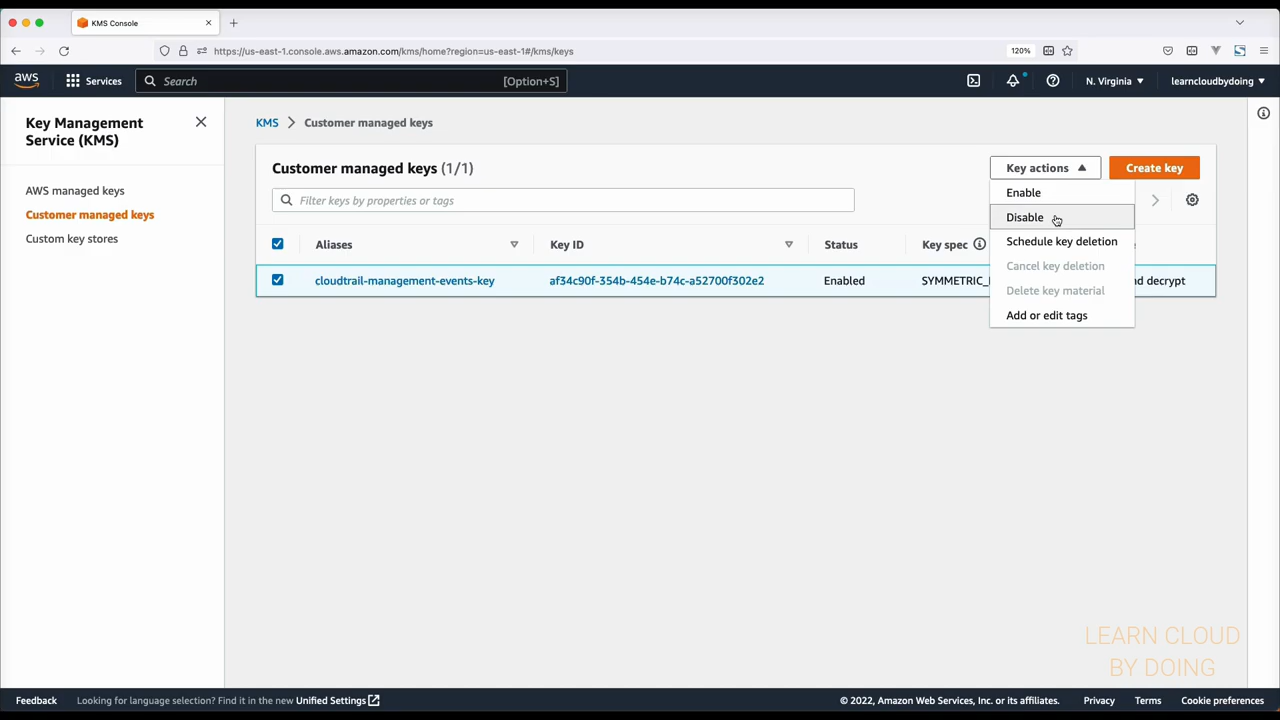 KMS Console
https://us-east-1.console.aws.amazon.com/kms/home?region=us-east-1#/kms/keys
120%
aws
Services
Search
[Option+S]
N. Virginia
learncloudbydoing
Key Management
Service (KMS)
AWS managed keys
Customer managed keys
Custom key stores
KMS
Customer managed keys
Customer managed keys (1/1)
Key actions
Create key
Filter keys by properties or tags
Enable
Disable
Schedule key deletion
Cancel key deletion
Delete key material
Add or edit tags
Aliases
Key ID
Status
Key spec
cloudtrail-management-events-key
af34c90f-354b-454e-b74c-a52700f302e2
Enabled
SYMMETRIC_
decrypt
LEARN CLOUD
BY DOING
Feedback
Looking for language selection? Find it in the new Unified Settings
© 2022, Amazon Web Services, Inc. or its affiliates.
Privacy
Terms
Cookie preferences